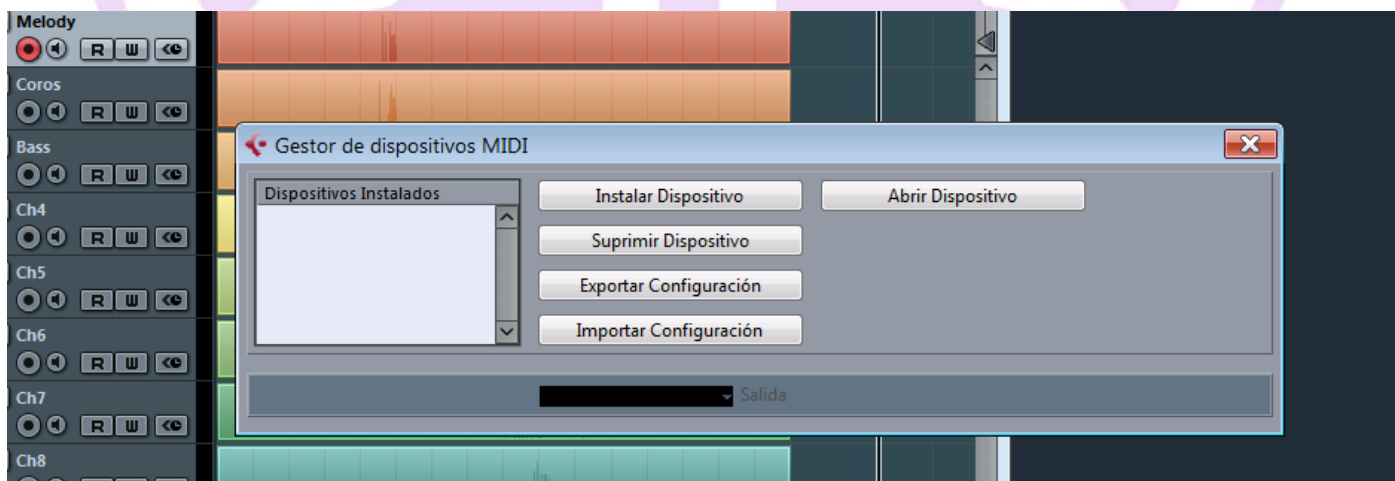 Melody
R W
Coros
R W
Bass
R W
Ch4
R W
Ch5
R W
Ch6
R W
Ch7
R W
Ch8
Gestor de dispositivos MIDI
Dispositivos Instalados
Instalar Dispositivo
Abrir Dispositivo
Suprimir Dispositivo
Exportar Configuración
Importar Configuración
Salida